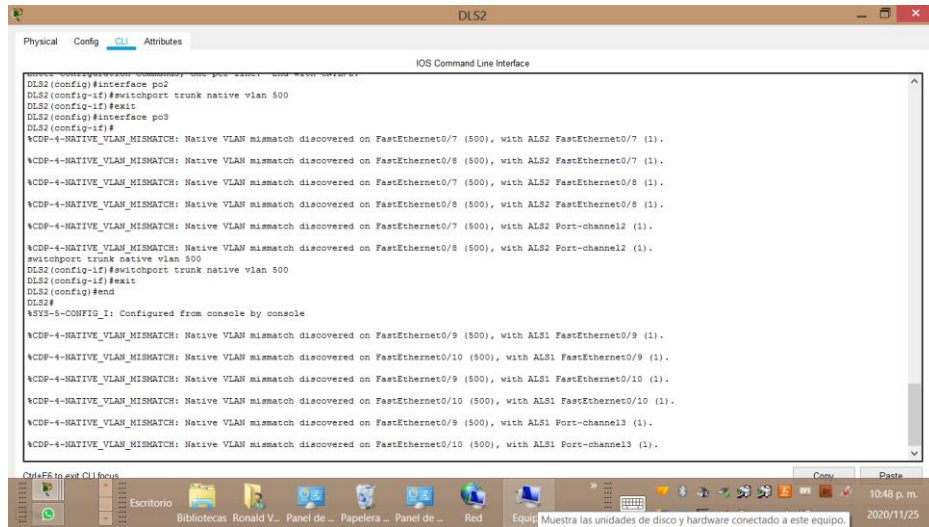 DLS2
Physical Config CLI Attributes
IOS Command Line Interface
DLS2(config)#interface po2
DLS2(config-if)#switchport trunk native vlan 500
DLS2(config-if)#exit
DLS2(config)#interface po3
DLS2(config-if)#
%CDP-4-NATIVE_VLAN_MISMATCH: Native VLAN mismatch discovered on FastEthernet0/7 (500), with ALS2 FastEthernet0/7 (1).
%CDP-4-NATIVE_VLAN_MISMATCH: Native VLAN mismatch discovered on FastEthernet0/8 (500), with ALS2 FastEthernet0/7 (1).
%CDP-4-NATIVE_VLAN_MISMATCH: Native VLAN mismatch discovered on FastEthernet0/7 (500), with ALS2 FastEthernet0/8 (1).
%CDP-4-NATIVE_VLAN_MISMATCH: Native VLAN mismatch discovered on FastEthernet0/8 (500), with ALS2 FastEthernet0/8 (1).
%CDP-4-NATIVE_VLAN_MISMATCH: Native VLAN mismatch discovered on FastEthernet0/7 (500), with ALS2 Port-channel2 (1).
%CDP-4-NATIVE_VLAN_MISMATCH: Native VLAN mismatch discovered on FastEthernet0/8 (500), with ALS2 Port-channel2 (1).
switchport trunk native vlan 500
DLS2(config-if)#switchport trunk native vlan 500
DLS2(config-if)#exit
DLS2(config)#end
DLS2#
%SYS-5-CONFIG_I: Configured from console by console
%CDP-4-NATIVE_VLAN_MISMATCH: Native VLAN mismatch discovered on FastEthernet0/9 (500), with ALS1 FastEthernet0/9 (1).
%CDP-4-NATIVE_VLAN_MISMATCH: Native VLAN mismatch discovered on FastEthernet0/10 (500), with ALS1 FastEthernet0/9 (1).
%CDP-4-NATIVE_VLAN_MISMATCH: Native VLAN mismatch discovered on FastEthernet0/9 (500), with ALS1 FastEthernet0/10 (1).
%CDP-4-NATIVE_VLAN_MISMATCH: Native VLAN mismatch discovered on FastEthernet0/10 (500), with ALS1 FastEthernet0/10 (1).
%CDP-4-NATIVE_VLAN_MISMATCH: Native VLAN mismatch discovered on FastEthernet0/9 (500), with ALS1 Port-channel3 (1).
%CDP-4-NATIVE_VLAN_MISMATCH: Native VLAN mismatch discovered on FastEthernet0/10 (500), with ALS1 Port-channel3 (1).
Ctrl+F6 to exit CLI focus Copy Paste
Escritorio
Bibliotecas Ronald V... Panel de ... Papelera ... Panel de ... Red Equip
Muestra las unidades de disco y hardware conectado a este equipo.
10:48 p. m.
2020/11/25